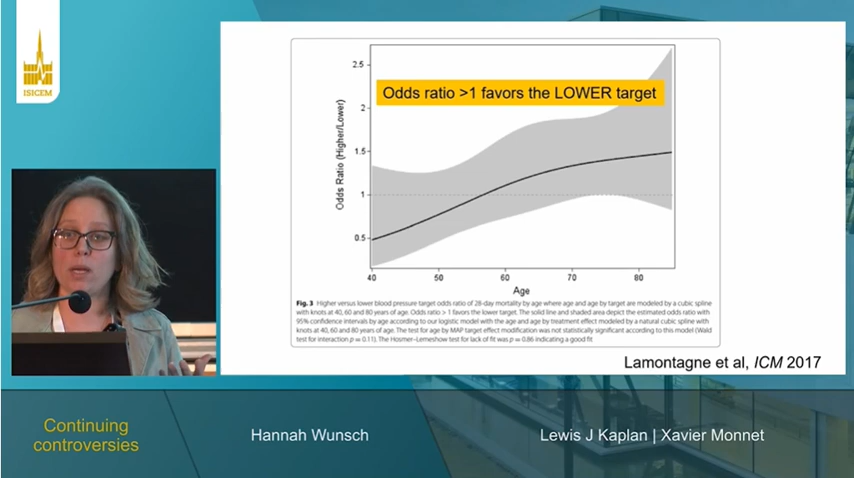 ISICEM
Odds ratio >1 favors the LOWER target
Odds Ratio (Higher/Lower)
2.5
2
1.5
1
0.5
40
50
60
70
80
Age
Fig. 3 Higher versus lower blood pressure target odds ratio of 28-day mortality by age where age and age by target are modeled by a cubic spline
with knots at 40, 60 and 80 years of age. Odds ratio > 1 favors the lower target. The solid line and shaded area depict the estimated odds ratio with
95% confidence intervals by age according to our logistic model with the age and age by treatment effect modeled by a natural cubic spline with
knots at 40, 60 and 80 years of age. The test for age by MAP target effect modification was not statistically significant according to this model (Wald
test for interaction p = 0.11). The Hosmer–Lemeshow test for lack of fit was p = 0.86 indicating a good fit
Lamontagne et al, ICM 2017
Continuing
controversies
Hannah Wunsch
Lewis J Kaplan | Xavier Monnet